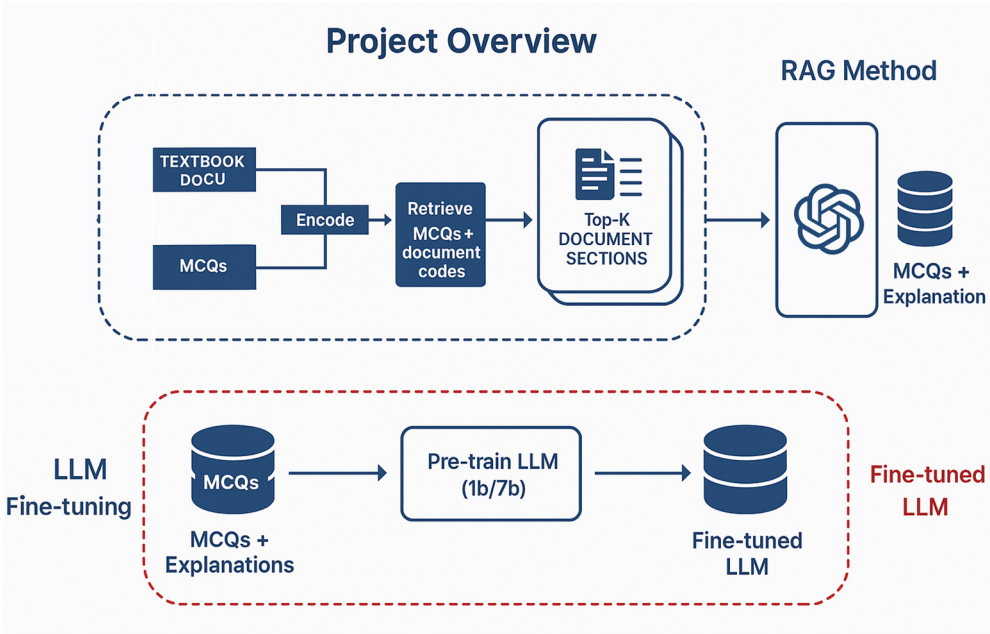 Project Overview
RAG Method
TEXTBOOK
DOCU
MCQs
Encode
Retrieve
MCQs +
document
codes
Top-K
DOCUMENT
SECTIONS
MCQs +
Explanation
LLM
Fine-tuning
MCQs
MCQs +
Explanations
Pre-train LLM
(1b/7b)
Fine-tuned
LLM
Fine-tuned
LLM